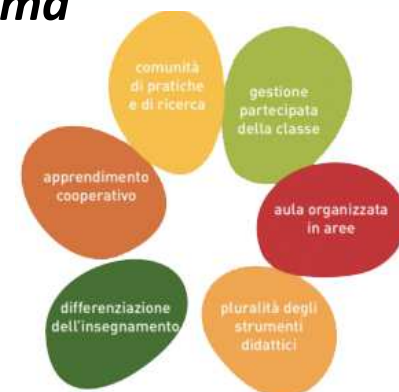 comunità
di pratiche
e di ricerca
gestione
partecipata
della classe
aula organizzata
in aree
pluralità degli
strumenti
didattici
differenziazione
dell'insegnamento
apprendimento
cooperativo